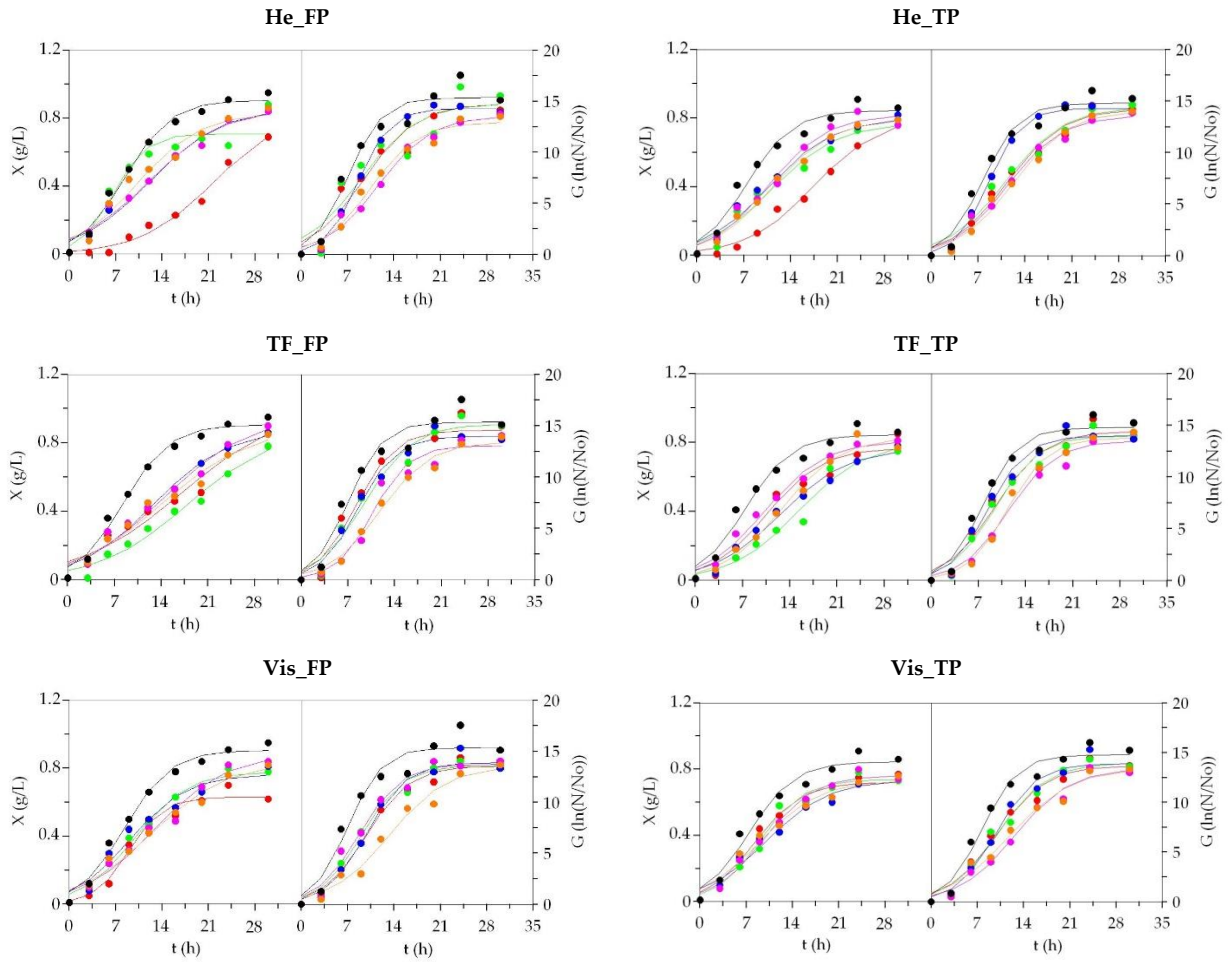 He_FP
He_TP
1.2 20 1.2 20
X (g/L) 0.8 15 G (ln(N/No)) X (g/L) 0.8 15 G (ln(N/No))
0.4 10 0.4 10
5 5
0 0 0 0
0 7 14 21 28 7 14 21 28 35 0 7 14 21 28 7 14 21 28 35
t (h) t (h) t (h) t (h)
TF_FP
TF_TP
1.2 20 1.2 20
X (g/L) 0.8 15 G (ln(N/No)) X (g/L) 0.8 15 G (ln(N/No))
0.4 10 0.4 10
5 5
0 0 0 0
0 7 14 21 28 7 14 21 28 35 0 7 14 21 28 7 14 21 28 35
t (h) t (h) t (h) t (h)
Vis_FP
Vis_TP
1.2 20 1.2 20
X (g/L) 0.8 15 G (ln(N/No)) X (g/L) 0.8 15 G (ln(N/No))
0.4 10 0.4 10
5 5
0 0 0 0
0 7 14 21 28 7 14 21 28 35 0 7 14 21 28 7 14 21 28 35
t (h) t (h) t (h) t (h)